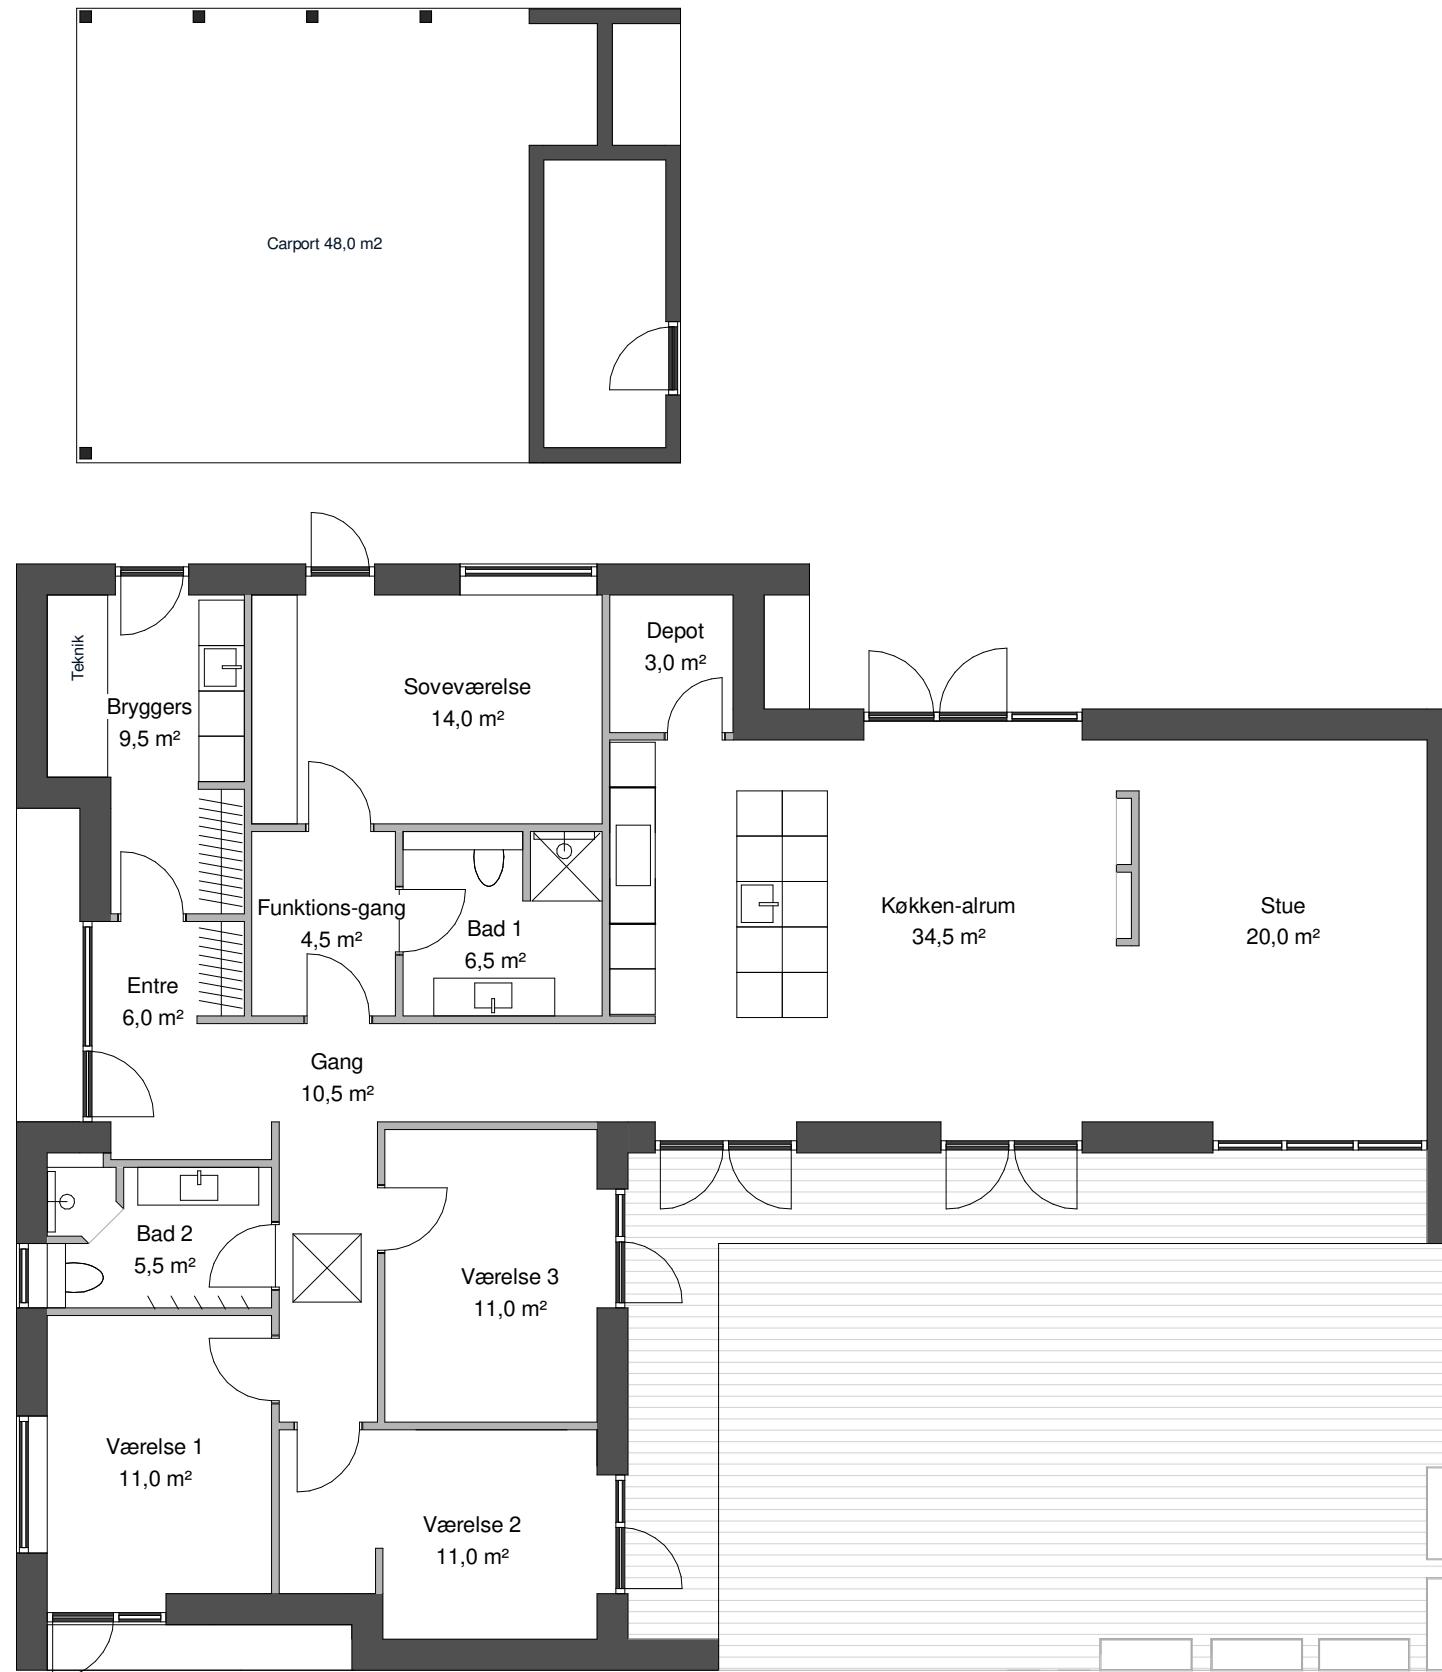 Carport 48,0 m2
Teknik
Bryggers
9,5 m²
Soveværelse
14,0 m²
Depot
3,0 m²
Funktions-gang
4,5 m²
Bad 1
6,5 m²
Køkken-alrum
34,5 m²
Stue
20,0 m²
Entre
6,0 m²
Gang
10,5 m²
Bad 2
5,5 m²
Værelse 3
11,0 m²
Værelse 1
11,0 m²
Værelse 2
11,0 m²